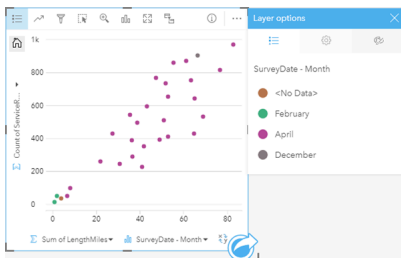 Layer options
1k
800
600
400
200
0
Count of ServiceR...
0
20
40
60
80
Sum of LengthMiles
SurveyDate - Month
SurveyDate - Month
<No Data>
February
April
December